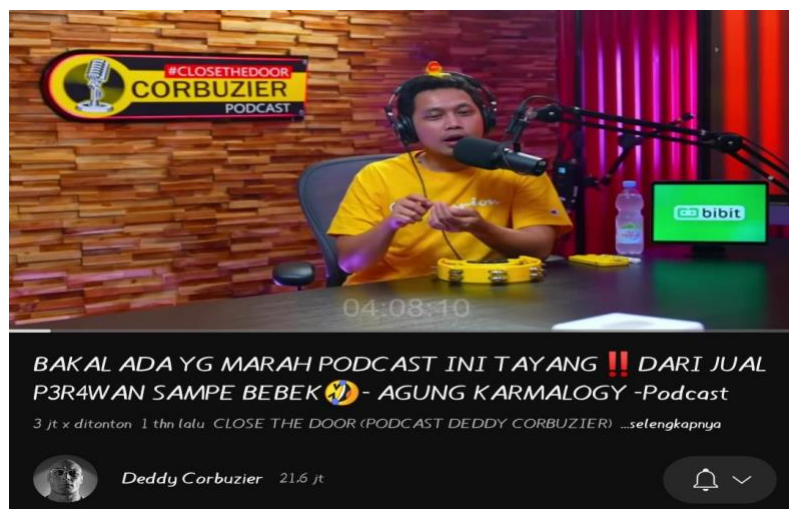 #CLOSETHEDOOR
CORBUZIER
PODCAST
bibit
04:08:10
BAKAL ADA YG MARAH PODCAST INI TAYANG ‼️ DARI JUAL
P3R4WAN SAMPE BEBEK🤣- AGUNG KARMALOGY -Podcast
3 jt x ditonton 1 thn lalu CLOSE THE DOOR (PODCAST DEDDY CORBUZIER) ...selengkapnya
Deddy Corbuzier 21,6 jt